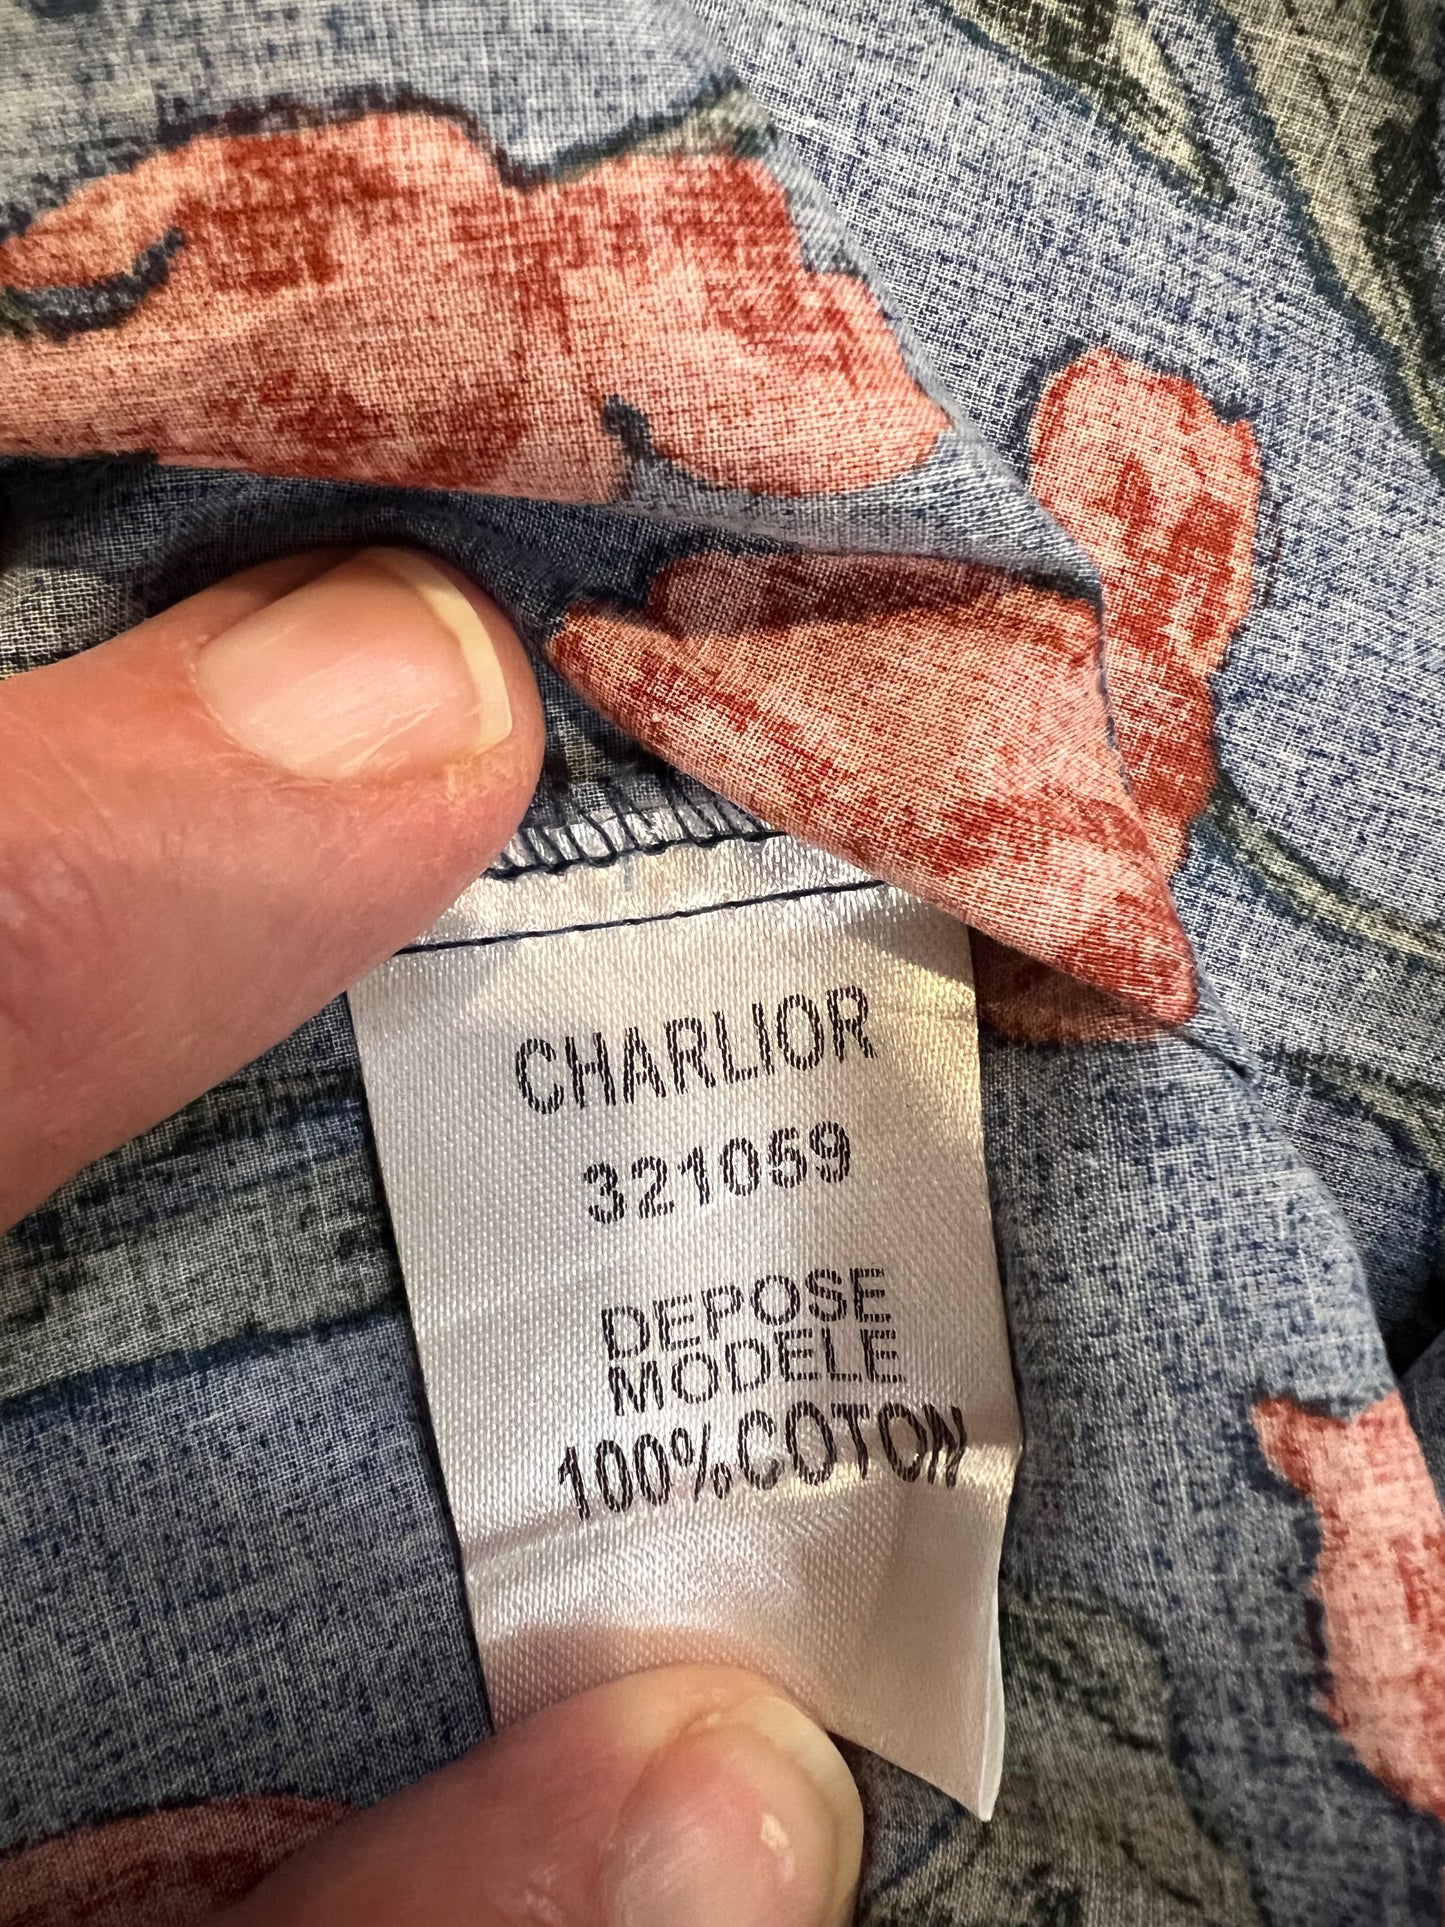 CHARLIOR
321059
DEPOSE
MODELE
100%COTON